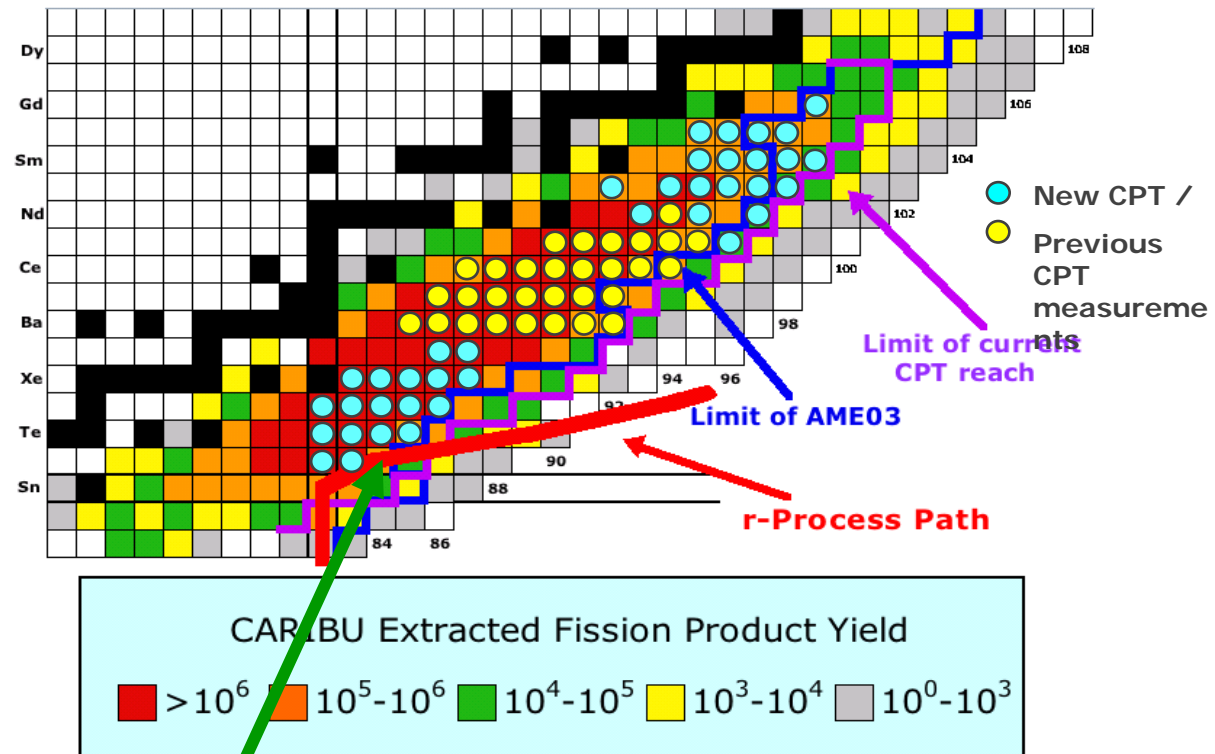 Dy
108
Gd
106
Sm
104
New CPT /
Nd
102
Previous
CPT
measureme
nts
Ce
100
Ba
98
Limit of current
CPT reach
Xe
94
96
92
Limit of AME03
Te
90
Sn
88
r-Process Path
84
86
CARIBU Extracted Fission Product Yield
>10⁶
10⁵-10⁶
10⁴-10⁵
10³-10⁴
10⁰-10³